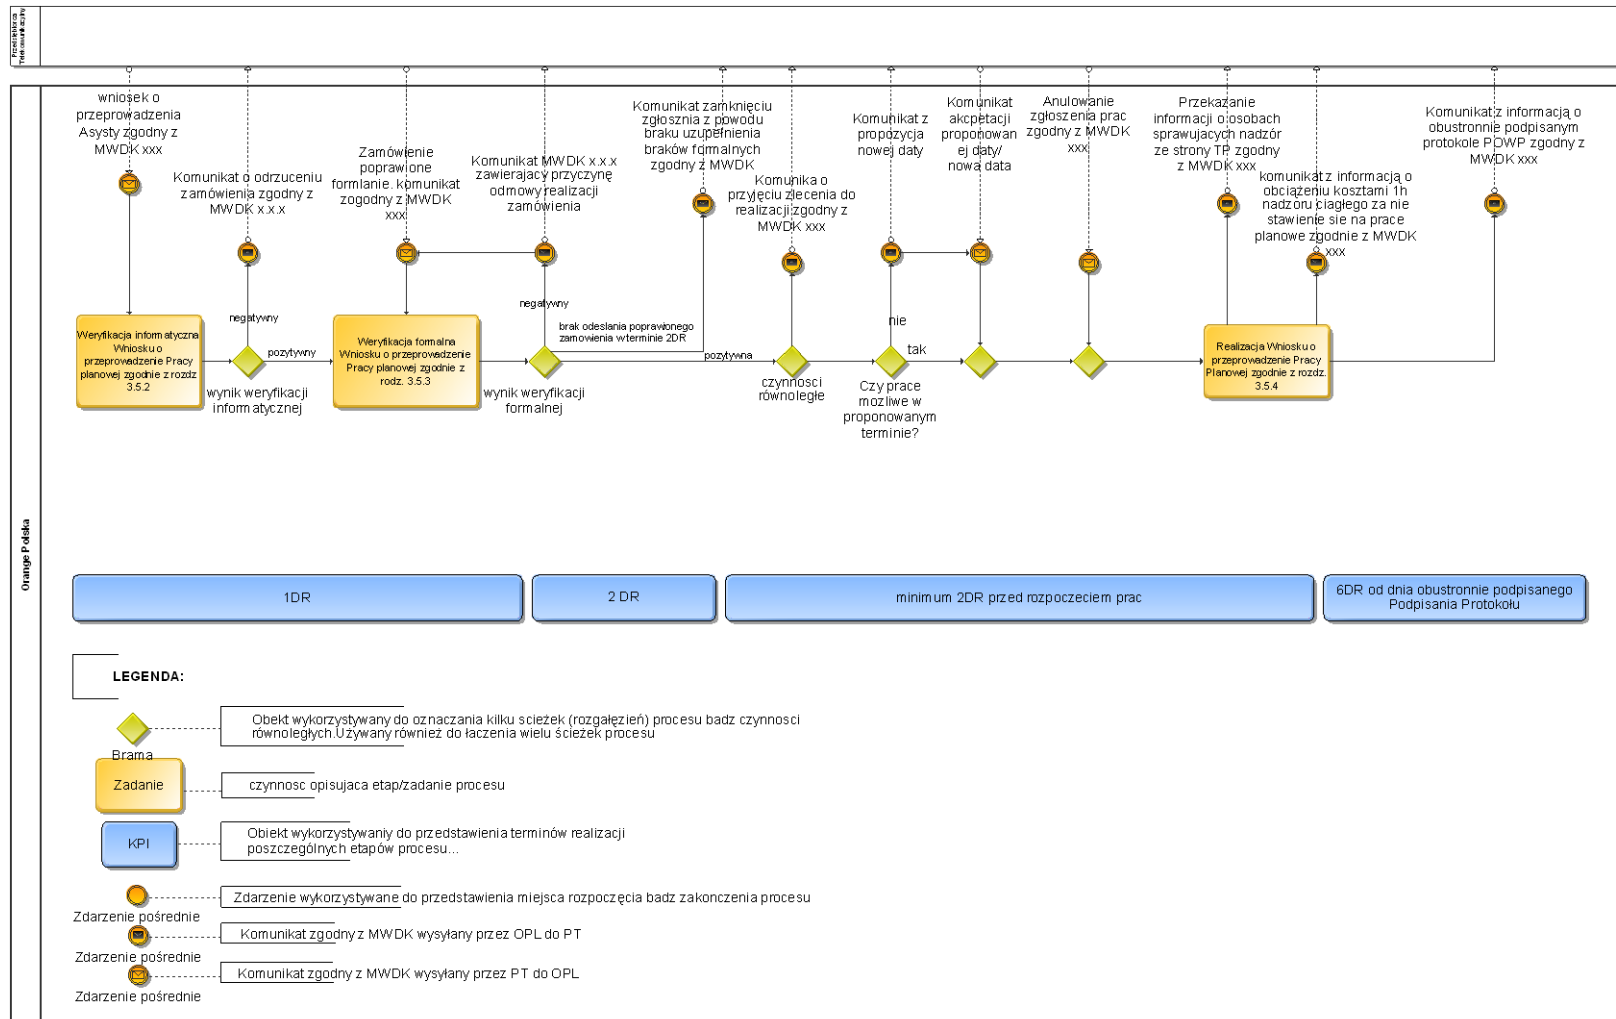 Przedsiębiorca
Telekomunikacyjny
Orange Polska
wniosek o
przeprowadzenia
Asysty zgodny z
MWDK xxx
Komunikat o odrzuceniu
zamówienia zgodny z
MWDK x.x.x
Zamówienie
poprawione
formlanie. komunikat
zogodny z MWDK
xxx
Komunikat MWDK x.x.x
zawierający przyczynę
odmowy realizacji
zamówienia
Komunikat zamknięciu
zgłosznia z powodu
braku uzupełnienia
braków formalnych
zgodny z MWDK
Komunika o
przyjęciu zlecenia do
realizacji zgodny z
MWDK xxx
Komunikat z
propozycja
nowej daty
Komunikat
akcpetacji
proponowan
ej daty/
nowa data
Anulowanie
zgłoszenia prac
zgodny z MWDK
xxx
Przekazanie
informacji o osobach
sprawujących nadzór
ze strony TP zgodny
z MWDK xxx
komunikat z informacją o
obciążeniu kosztami 1h
nadzoru ciągłego za nie
stawienie sie na prace
planowe zgodnie z MWDK
xxx
Komunikat z informacją o
obustronnie podpisanym
protokole POWP zgodny z
MWDK xxx
Weryfikacja informatyczna
Wniosku o
przeprowadzenie Pracy
planowej zgodnie z rozdz
3.5.2
negatywny
pozytywny
wynik weryfikacji
informatycznej
Weryfikacja formalna
Wniosku o przeprowadzenie
Pracy planowej zgodnie z
rodz. 3.5.3
negatywny
brak odeslania poprawionego
zamowienia w terminie 2DR
pozytywna
wynik weryfikacji
formalnej
czynnosci
równoległe
nie
tak
Czy prace
mozliwe w
proponowanym
terminie?
Realizacja Wniosku o
przeprowadzenie Pracy
Planowej zgodnie z rozdz.
3.5.4
1DR
2 DR
minimum 2DR przed rozpoczeciem prac
6DR od dnia obustronnie podpisanego
Podpisania Protokołu
LEGENDA:
Obekt wykorzystywany do oznaczania kilku scieżek (rozgałęzień) procesu badz czynnosci
równoległych.Używany również do łaczenia wielu ścieżek procesu
Brama
Zadanie
czynnosc opisujaca etap/zadanie procesu
KPI
Obiekt wykorzystywaniy do przedstawienia terminów realizacji
poszczególnych etapów procesu...
Zdarzenie wykorzystywane do przedstawienia miejsca rozpoczęcia badz zakonczenia procesu
Zdarzenie pośrednie
Komunikat zgodny z MWDK wysyłany przez OPL do PT
Zdarzenie pośrednie
Komunikat zgodny z MWDK wysyłany przez PT do OPL
Zdarzenie pośrednie